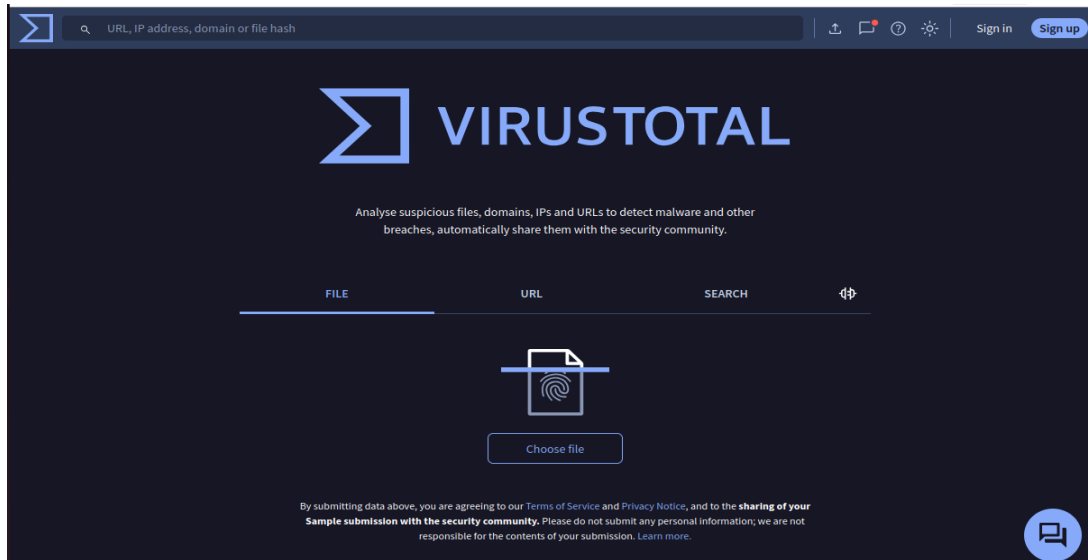 URL, IP address, domain or file hash
Sign in
Sign up
VIRUSTOTAL
Analyse suspicious files, domains, IPs and URLs to detect malware and other
breaches, automatically share them with the security community.
FILE
URL
SEARCH
Choose file
By submitting data above, you are agreeing to our Terms of Service and Privacy Notice, and to the sharing of your
Sample submission with the security community. Please do not submit any personal information; we are not
responsible for the contents of your submission. Learn more.